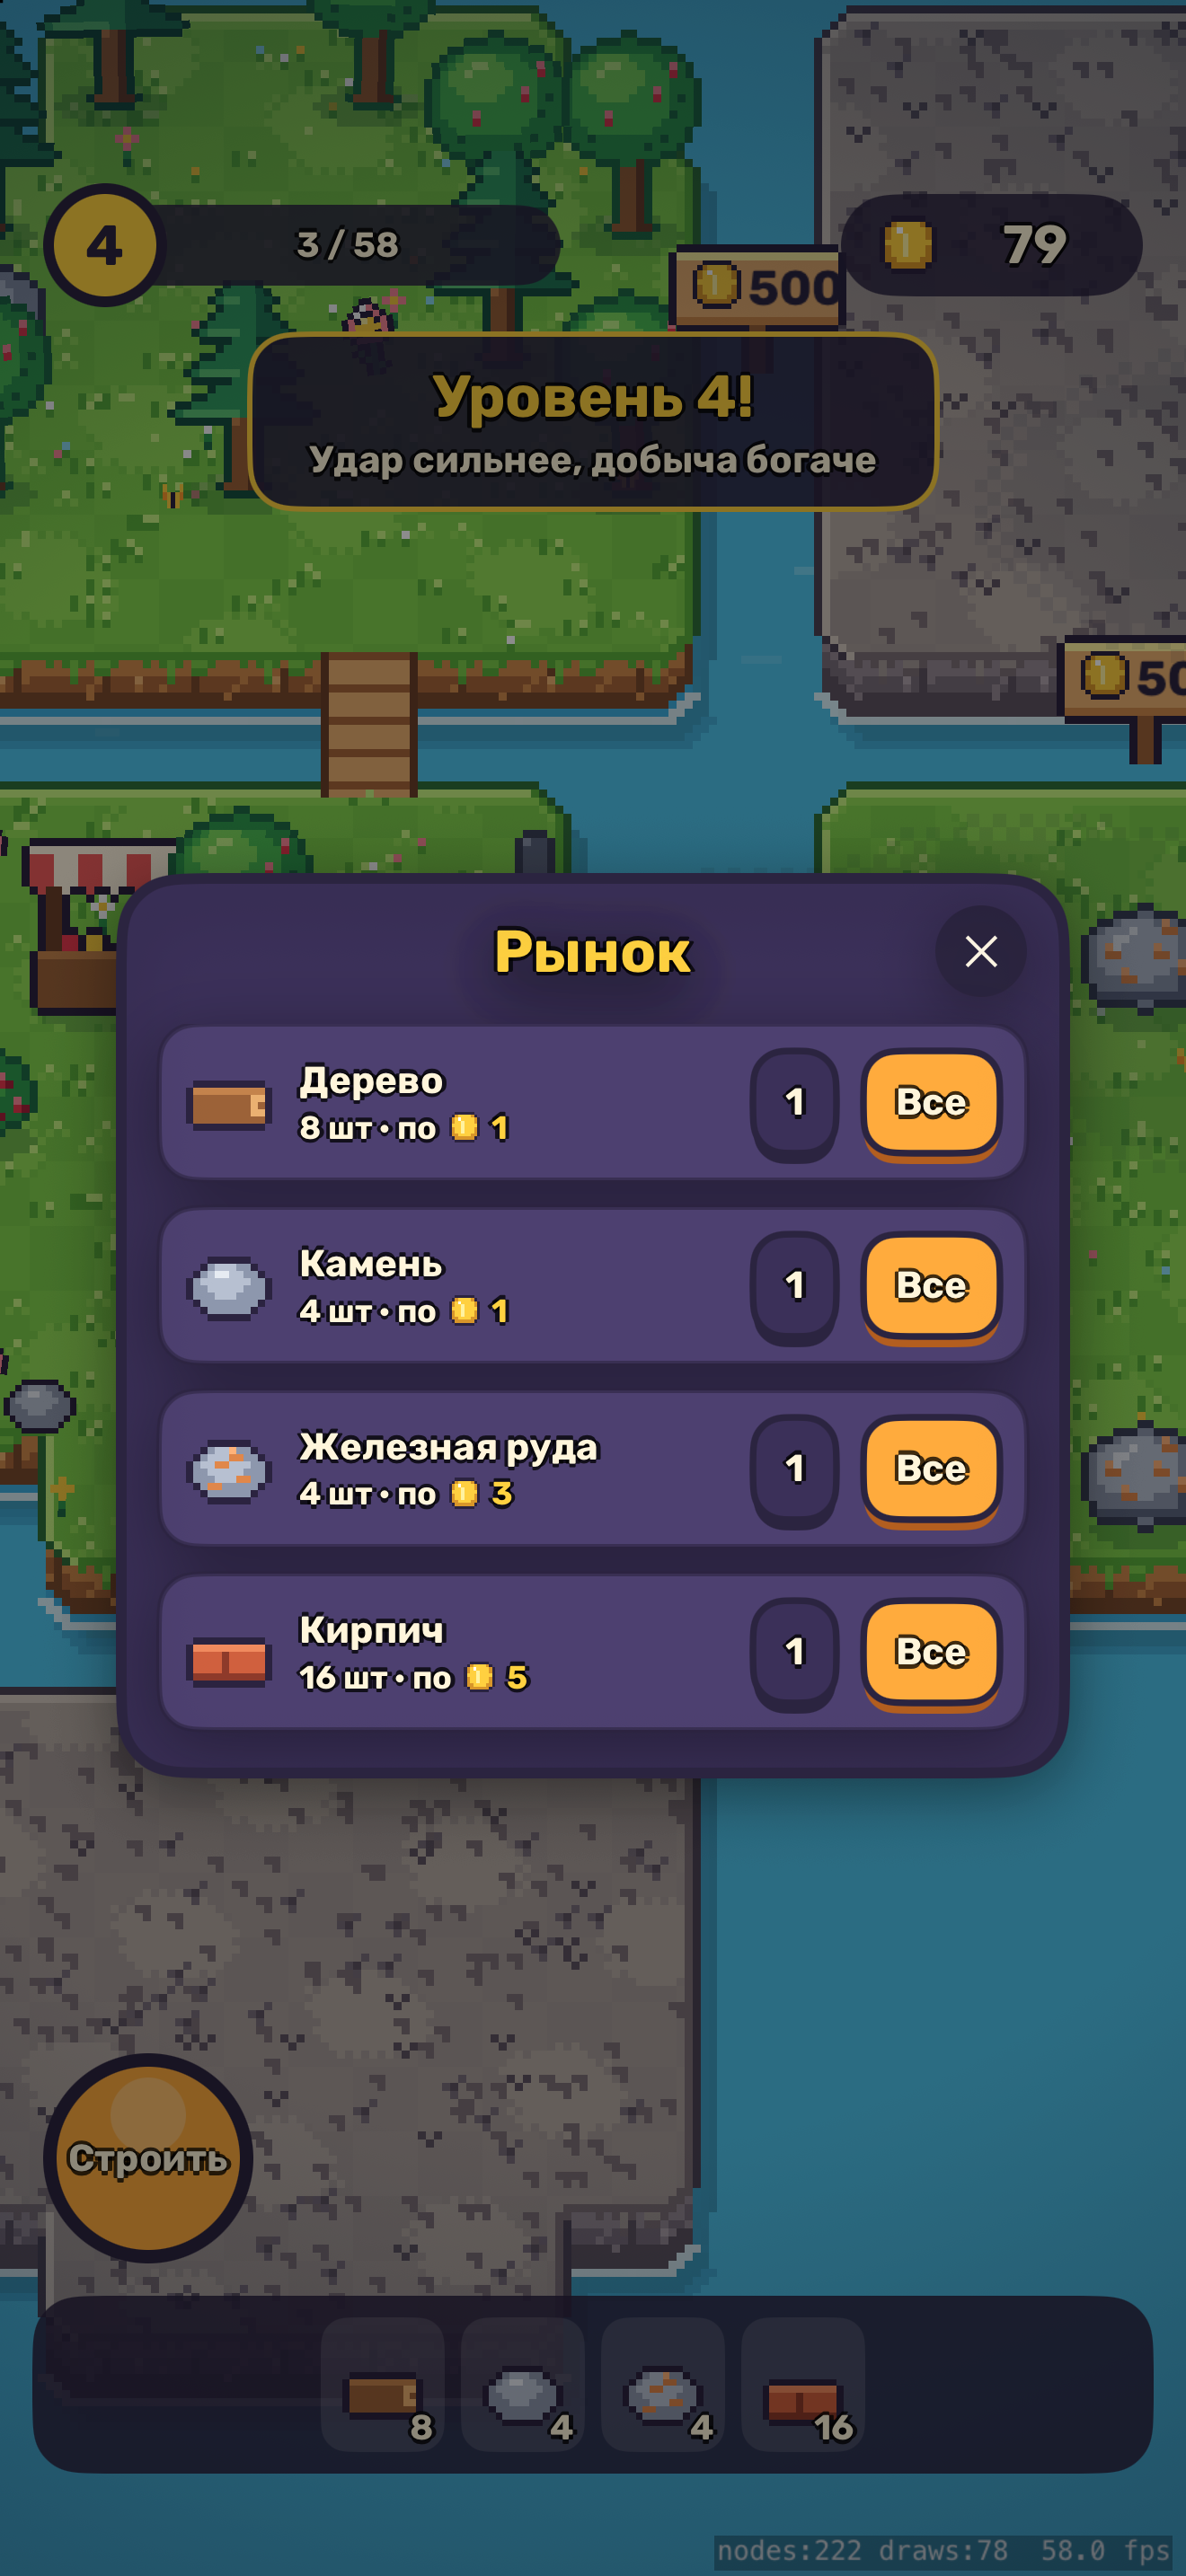 4
3 / 58
79
500
Уровень 4!
Удар сильнее, добыча богаче
50
Рынок
Дерево
8 шт • по 1
1
Все
Камень
4 шт • по 1
1
Все
Железная руда
4 шт • по 3
1
Все
Кирпич
16 шт • по 5
1
Все
Строить
8
4
4
16
nodes:222 draws:78 58.0 fps